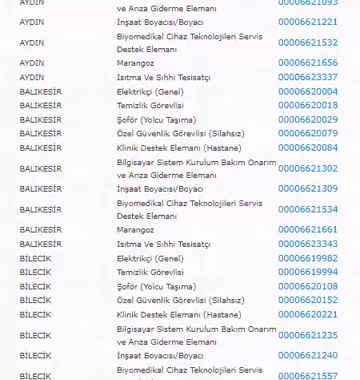 AYDIN ve Arıza Giderme Elemanı 00006621093
AYDIN İnşaat Boyacısı/Boyacı 00006621221
AYDIN Biyomedikal Cihaz Teknolojileri Servis 00006621532
Destek Elemanı
AYDIN Marangoz 00006621656
AYDIN Isıtma Ve Sıhhi Tesisatçı 00006623337
BALIKESİR Elektrikçi (Genel) 00006620004
BALIKESİR Temizlik Görevlisi 00006620018
BALIKESİR Şoför (Yolcu Taşıma) 00006620029
BALIKESİR Özel Güvenlik Görevlisi (Silahsız) 00006620079
BALIKESİR Klinik Destek Elemanı (Hastane) 00006620084
BALIKESİR Bilgisayar Sistem Kurulum Bakım Onarım 00006621302
ve Arıza Giderme Elemanı
BALIKESİR İnşaat Boyacısı/Boyacı 00006621309
BALIKESİR Biyomedikal Cihaz Teknolojileri Servis 00006621534
Destek Elemanı
BALIKESİR Marangoz 00006621661
BALIKESİR Isıtma Ve Sıhhi Tesisatçı 00006623343
BİLECİK Elektrikçi (Genel) 00006619982
BİLECİK Temizlik Görevlisi 00006619994
BİLECİK Şoför (Yolcu Taşıma) 00006620108
BİLECİK Özel Güvenlik Görevlisi (Silahsız) 00006620152
BİLECİK Klinik Destek Elemanı (Hastane) 00006620221
BİLECİK Bilgisayar Sistem Kurulum Bakım Onarım 00006621235
ve Arıza Giderme Elemanı
BİLECİK İnşaat Boyacısı/Boyacı 00006621240
BİLECİK Biyomedikal Cihaz Teknolojileri Servis 00006621557